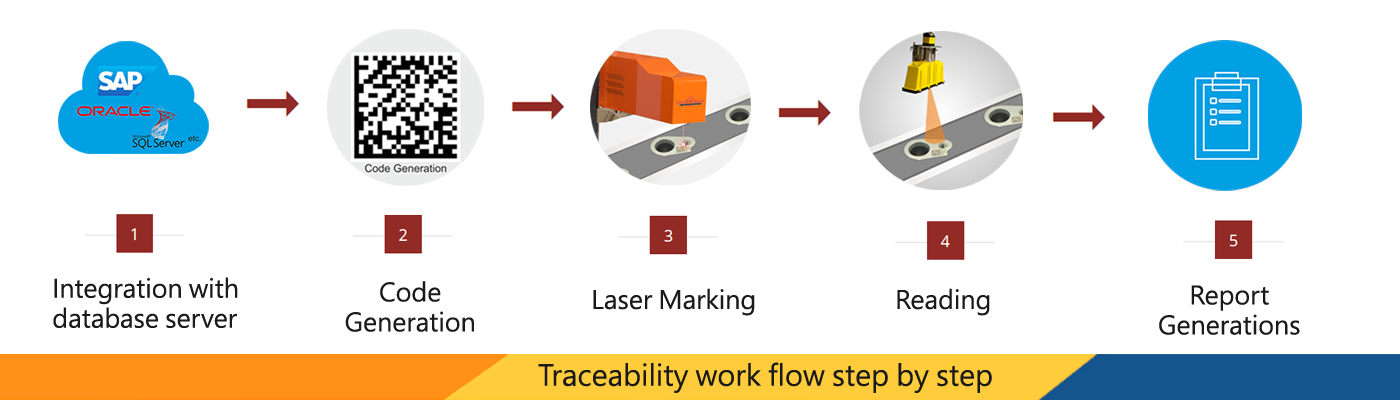 SAP
ORACLE
Microsoft
SQL Server etc.
Code Generation
1
2
3
4
5
Integration with
database server
Code
Generation
Laser Marking
Reading
Report
Generations
Traceability work flow step by step